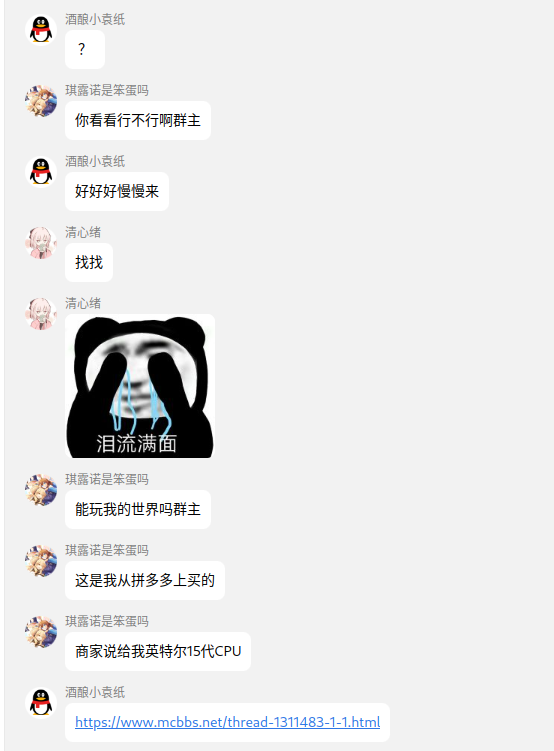 酒酿小袁纸
？
琪露诺是笨蛋吗
你看看行不行啊群主
酒酿小袁纸
好好好慢慢来
清心绪
找找
清心绪
泪流满面
琪露诺是笨蛋吗
能玩我的世界吗群主
琪露诺是笨蛋吗
这是我从拼多多上买的
琪露诺是笨蛋吗
商家说给我英特尔15代CPU
酒酿小袁纸
https://www.mcbbs.net/thread-1311483-1-1.html